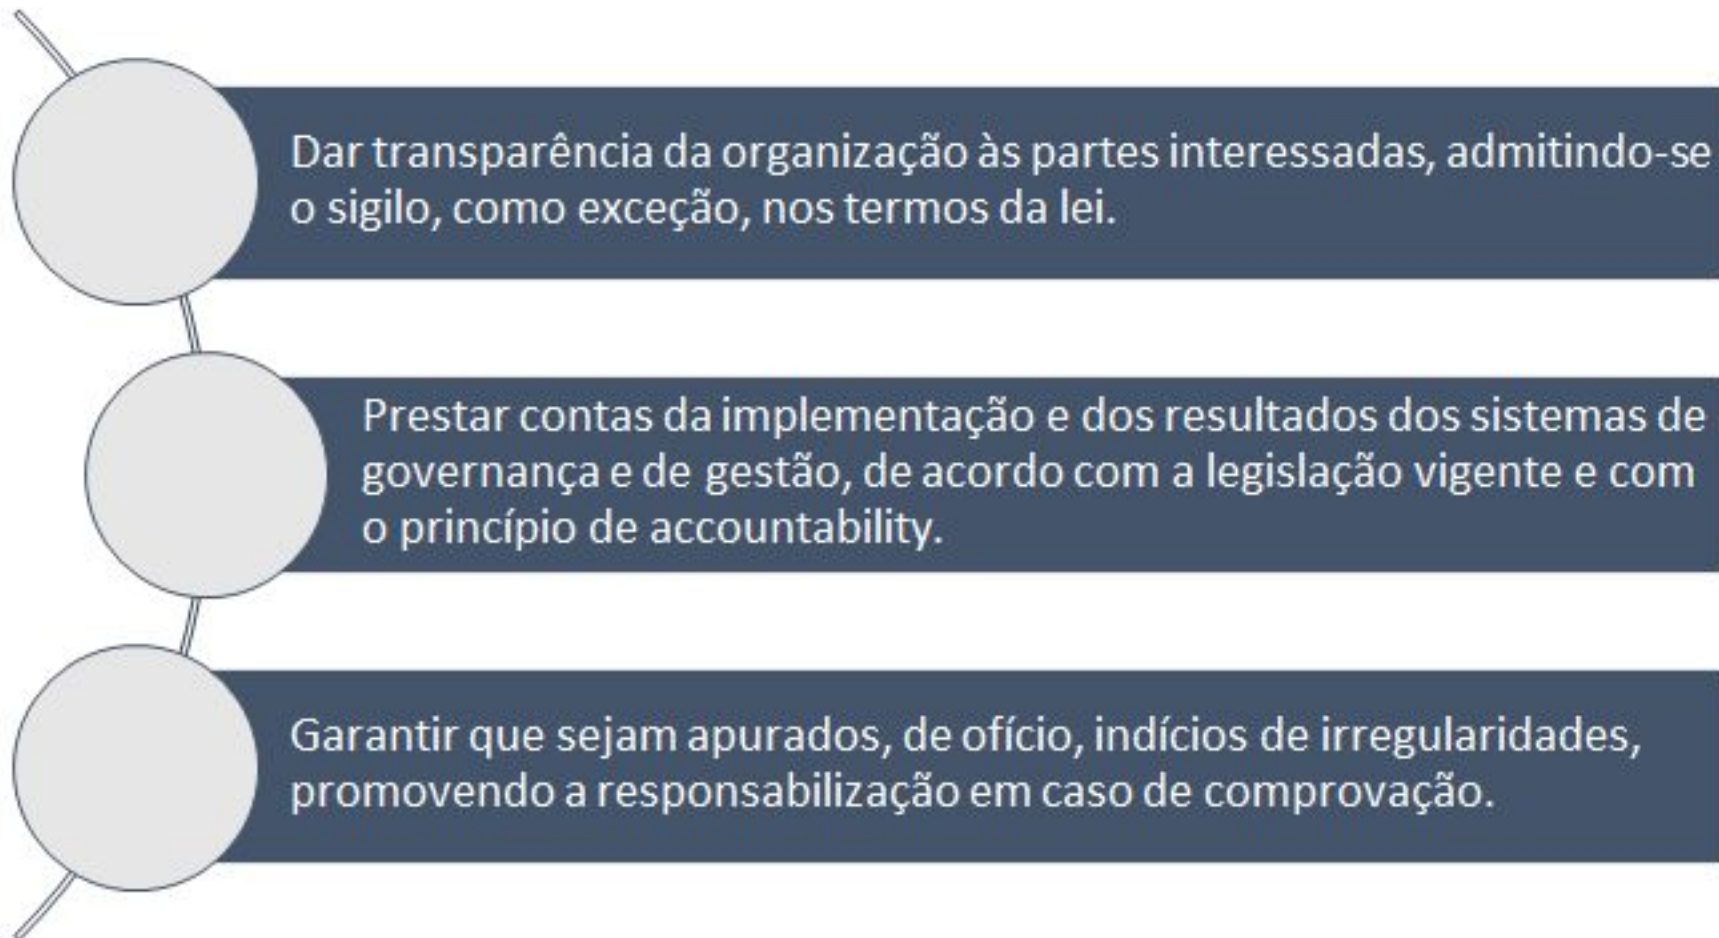 Dar transparência da organização às partes interessadas, admitindo-se
o sigilo, como exceção, nos termos da lei.
Prestar contas da implementação e dos resultados dos sistemas de
governança e de gestão, de acordo com a legislação vigente e com
o princípio de accountability.
Garantir que sejam apurados, de ofício, indícios de irregularidades,
promovendo a responsabilização em caso de comprovação.